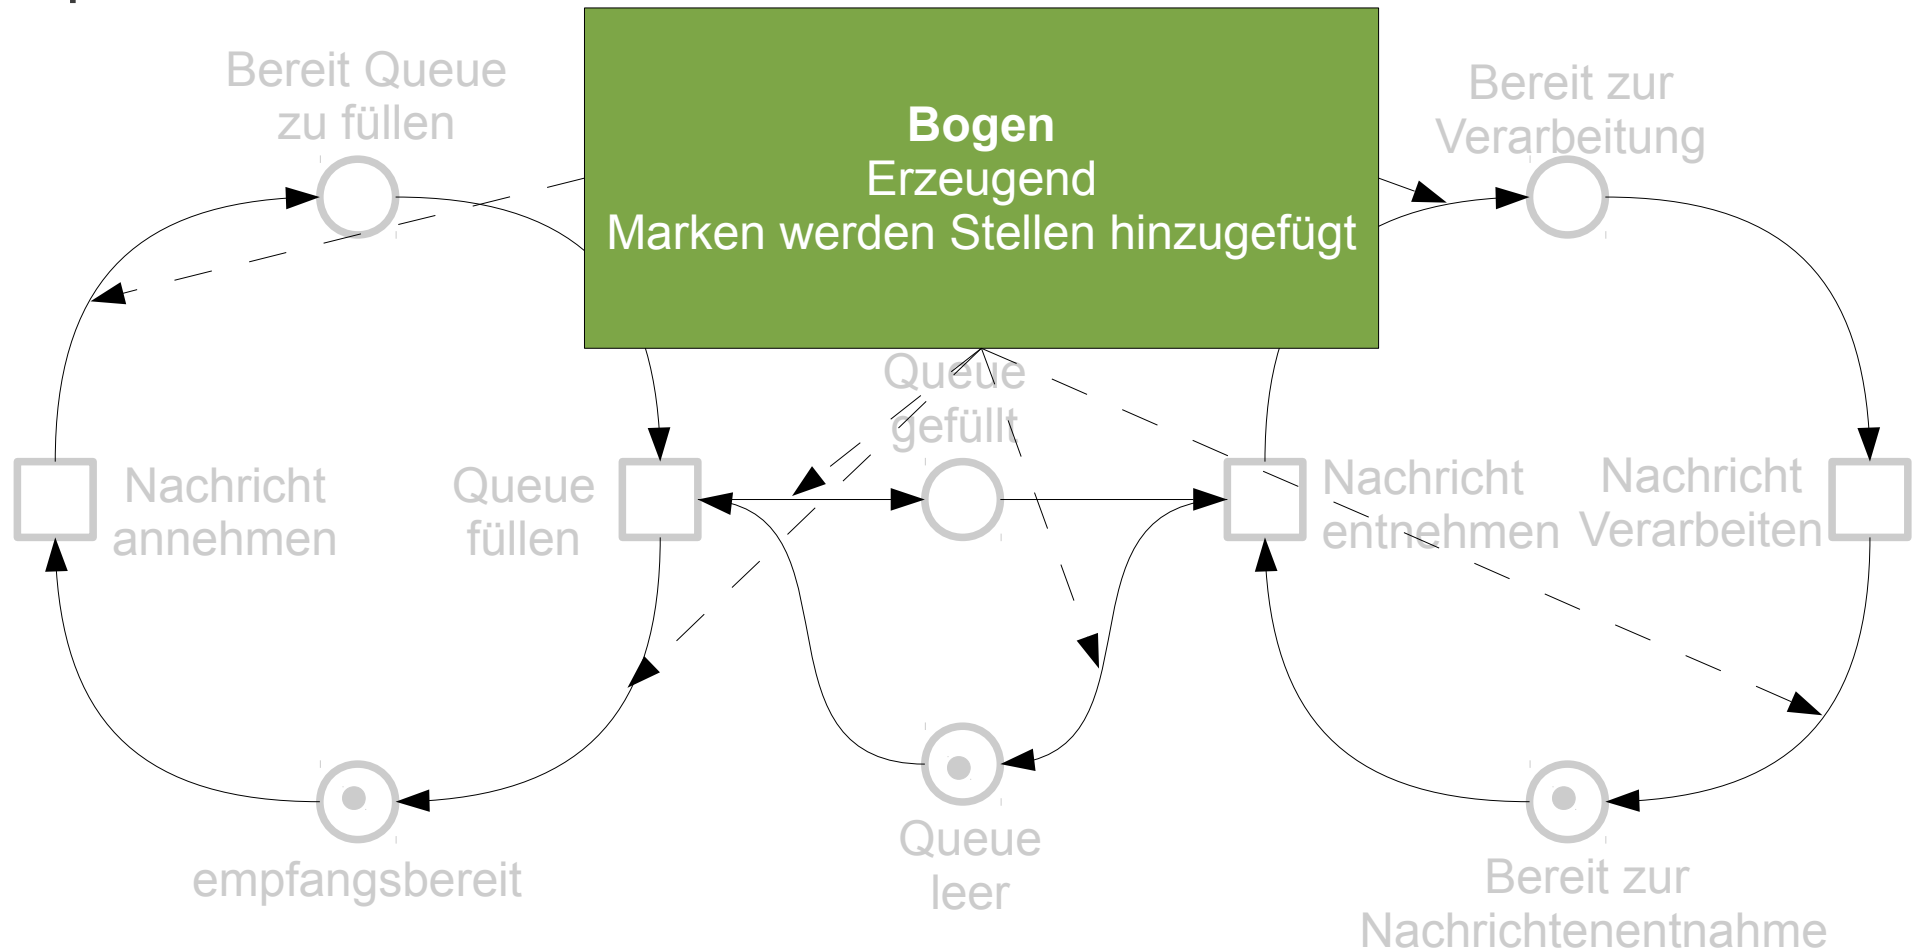 Bereit Queue
zu füllen
Bogen
Erzeugend
Marken werden Stellen hinzugefügt
Bereit zur
Verarbeitung
Queue
gefüllt
Nachricht
annehmen
Queue
füllen
Nachricht
entnehmen
Nachricht
Verarbeiten
empfangsbereit
Queue
leer
Bereit zur
Nachrichtenentnahme